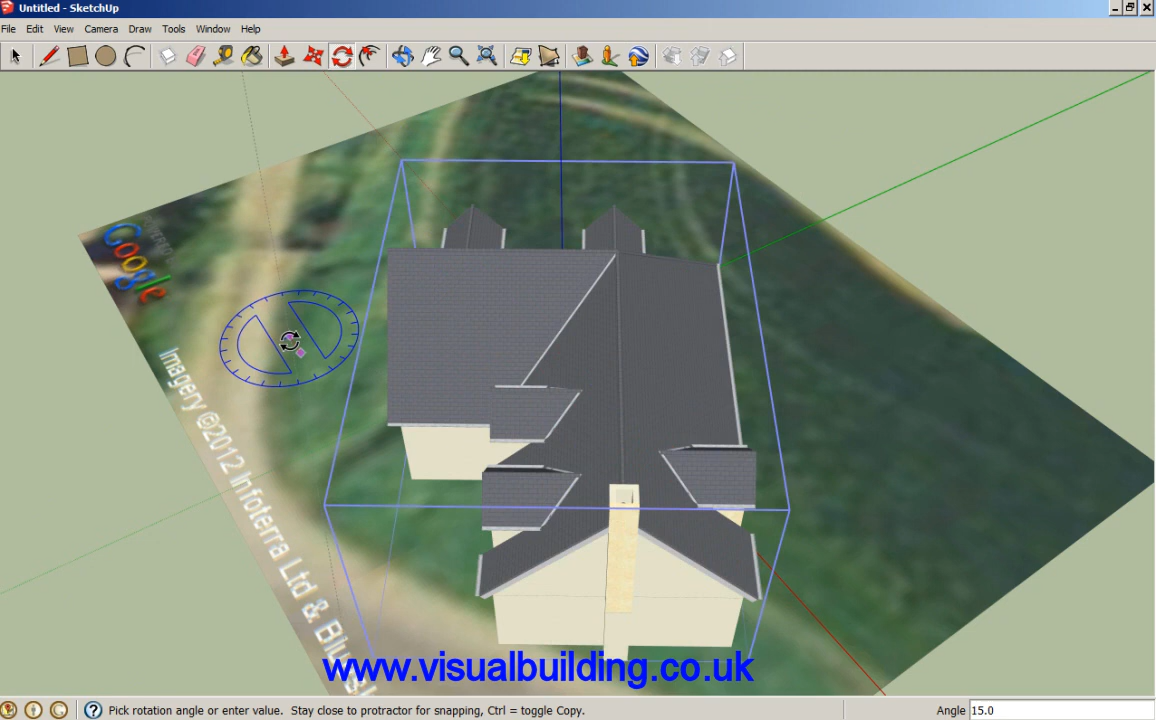 Untitled - SketchUp
File Edit View Camera Draw Tools Window Help
Google
Imagery ©2012 Infoterra Ltd &
www.visualbuilding.co.uk
Pick rotation angle or enter value. Stay close to protractor for snapping, Ctrl = toggle Copy.
Angle 15.0